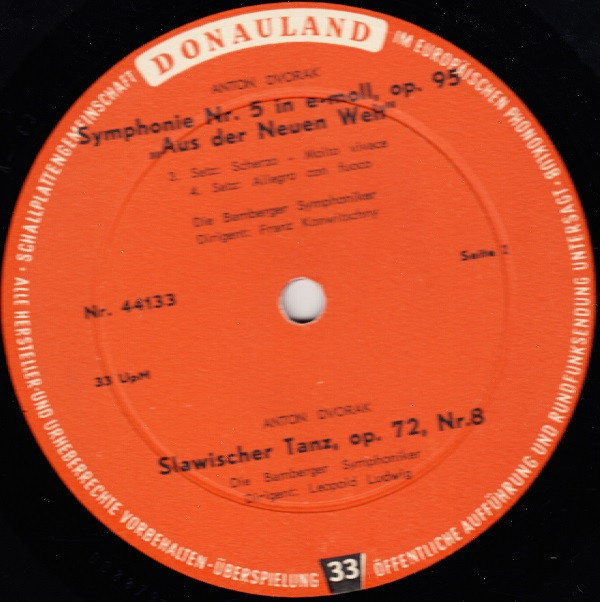 DONAULAND
ANTON DVORAK
Symphonie Nr. 5 in e-moll, op. 95
„Aus der Neuen Welt"
3. Satz: Scherzo - Molto vivace
4. Satz: Allegro con fuoco
Die Bamberger Symphoniker
Dirigent: Franz Konwitschny
Seite 2
Nr. 44133
33 UpM
ANTON DVORAK
Slawischer Tanz, op. 72, Nr.8
Die Bamberger Symphoniker
Dirigent: Leopold Ludwig
SCHALLPLATTENGEMEINSCHAFT
IM EUROPÄISCHEN PHONOKLUB ·
ALLE HERSTELLER-UND URHEBERRECHTE VORBEHALTEN-ÜBERSPIELUNG
33
ÖFFENTLICHE AUFFÜHRUNG UND RUNDFUNKSENDUNG UNTERSAGT ·